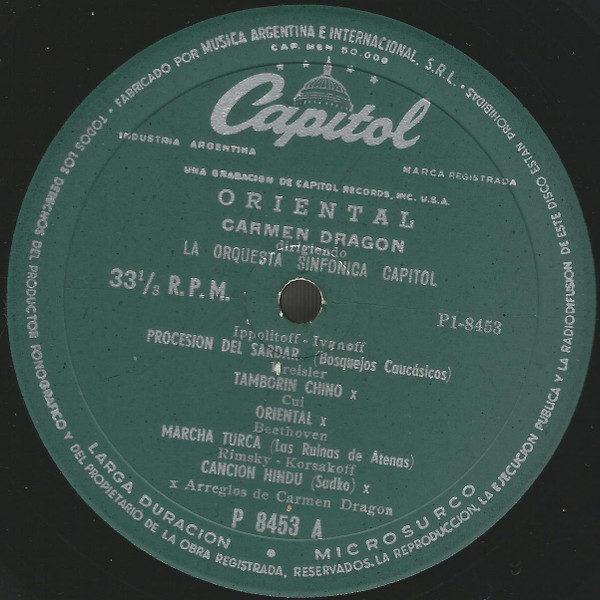 FABRICADO POR MUSICA ARGENTINA E INTERNACIONAL, S.R.L.
CAP. M$N 50.000
Capitol
INDUSTRIA ARGENTINA
MARCA REGISTRADA
UNA GRABACION DE CAPITOL RECORDS, INC. U.S.A.
ORIENTAL
CARMEN DRAGON
dirigiendo
LA ORQUESTA SINFONICA CAPITOL
33 1/3 R.P.M.
P1-8453
Ippolitoff - Ivanoff
PROCESION DEL SARDAR (Bosquejos Caucásicos)
Kreisler
TAMBORIN CHINO x
Cui
ORIENTAL x
Beethoven
MARCHA TURCA (Las Ruinas de Atenas)
Rimsky - Korsakoff
CANCION HINDU (Sadko) x
x Arreglos de Carmen Dragon
P 8453 A
LARGA DURACION • MICROSURCO
TODOS LOS DERECHOS DEL PRODUCTOR FONOGRAFICO Y DEL PROPIETARIO DE LA OBRA REGISTRADA, RESERVADOS. LA REPRODUCCION, LA EJECUCION PUBLICA Y LA RADIODIFUSION DE ESTE DISCO ESTAN PROHIBIDAS